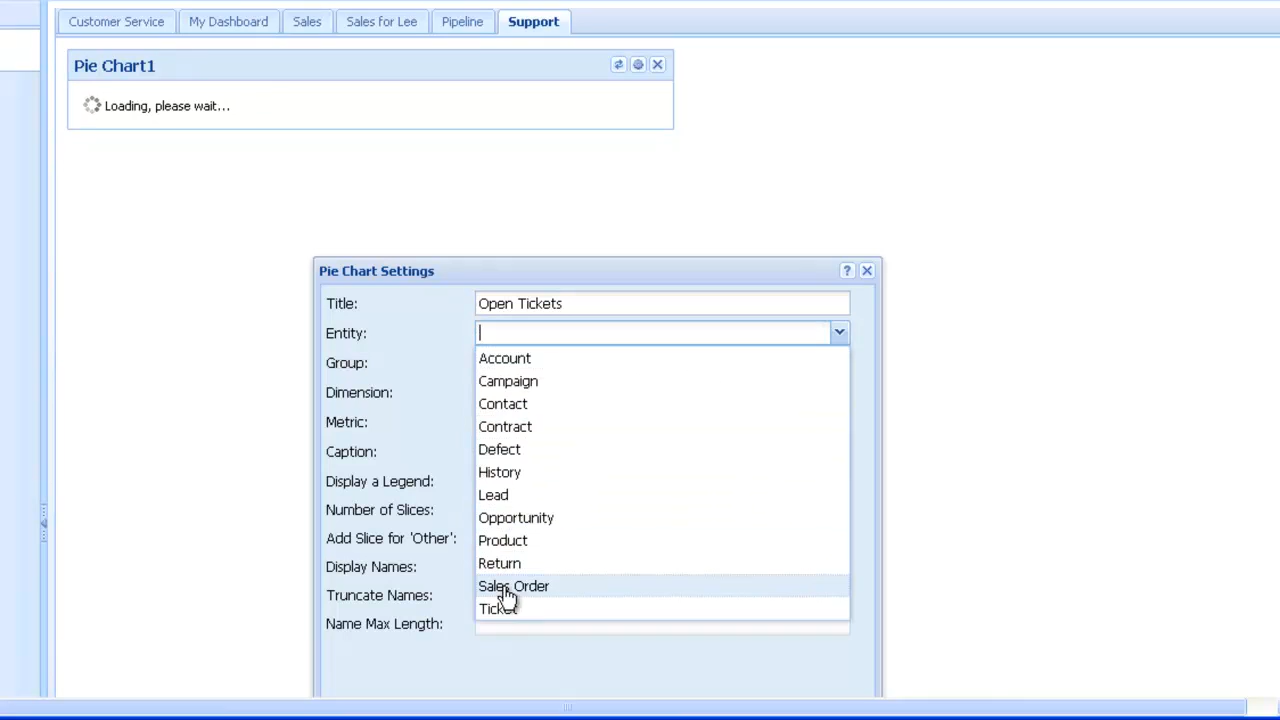 Customer Service My Dashboard Sales Sales for Lee Pipeline Support
Pie Chart1
Loading, please wait...
Pie Chart Settings ?
Title: Open Tickets
Entity:
Account
Group:
Campaign
Dimension:
Contact
Metric:
Contract
Caption:
Defect
Display a Legend:
History
Number of Slices:
Lead
Opportunity
Add Slice for 'Other':
Product
Display Names:
Return
Truncate Names:
Sales Order
Ticket
Name Max Length: